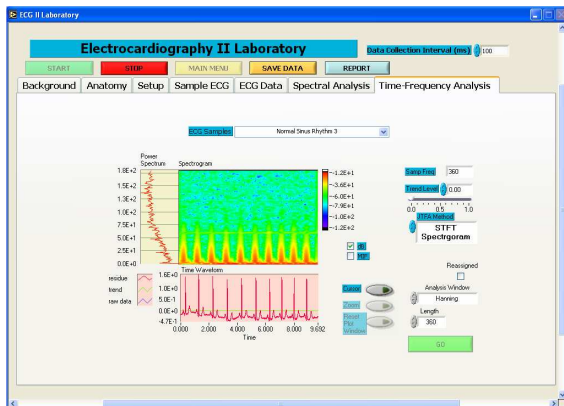 ECG II Laboratory
Electrocardiography II Laboratory
Data Collection Interval (ms) 100
START STOP MAIN MENU SAVE DATA REPORT
Background Anatomy Setup Sample ECG ECG Data Spectral Analysis Time-Frequency Analysis
ECG Samples Normal Sinus Rhythm 3
Power
Spectrum Spectrogram
1.8E+2
1.5E+2
1.3E+2
1.0E+2
7.5E+1
5.0E+1
2.5E+1
0.0E+0
-1.2E+1
-3.6E+1
-6.0E+1
-7.9E+1
-1.0E+2
-1.2E+2
Samp Freq 360
Trend Level 0.00
0.0 0.5 1.0
JTFA Method
STFT
Spectrgoram
dB
Time Waveform
residue
trend
raw data
1.6E+0
1.0E+0
5.0E-1
0.0E+0
-4.7E-1
0.000 2.000 4.000 6.000 8.000 9.692
Time
Cursor
Zoom
Reset
Plot
Window
Reassigned
Analysis Window
Hanning
Length
360
GO